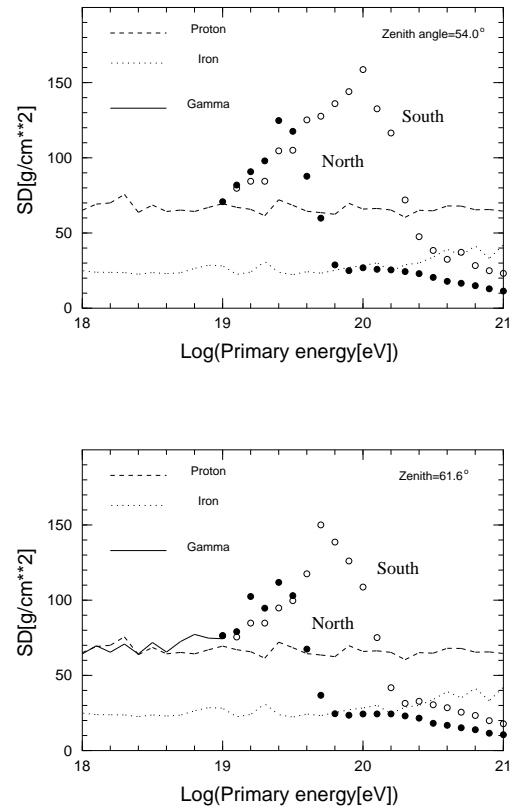 Proton
Zenith angle=54.0°
Iron
Gamma
South
North
150
100
50
0
SD[g/cm**2]
18
19
20
21
Log(Primary energy[eV])
Proton
Zenith=61.6°
Iron
Gamma
South
North
150
100
50
0
SD[g/cm**2]
18
19
20
21
Log(Primary energy[eV])